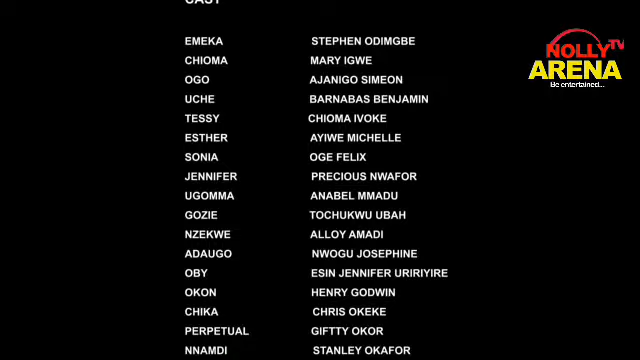 CAST
EMEKA STEPHEN ODIMGBE
CHIOMA MARY IGWE
OGO AJANIGO SIMEON
UCHE BARNABAS BENJAMIN
TESSY CHIOMA IVOKE
ESTHER AYIWE MICHELLE
SONIA OGE FELIX
JENNIFER PRECIOUS NWAFOR
UGOMMA ANABEL MMADU
GOZIE TOCHUKWU UBAH
NZEKWE ALLOY AMADI
ADAUGO NWOGU JOSEPHINE
OBY ESIN JENNIFER URIRIYIRE
OKON HENRY GODWIN
CHIKA CHRIS OKEKE
PERPETUAL GIFTTY OKOR
NNAMDI STANLEY OKAFOR
NOLLY TV
ARENA
Be entertained...